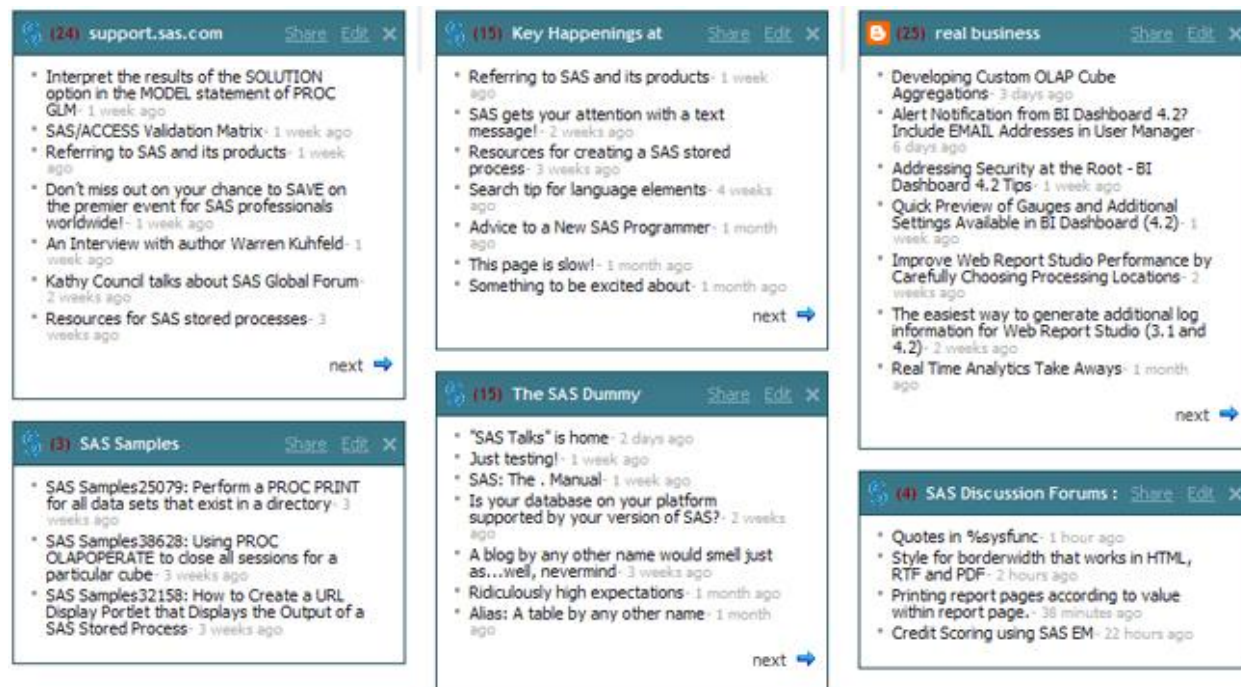 (24) support.sas.com Share Edit
Interpret the results of the SOLUTION
option in the MODEL statement of PROC
GLM- 1 week ago
SAS/ACCESS Validation Matrix- 1 week ago
Referring to SAS and its products- 1 week
ago
Don't miss out on your chance to SAVE on
the premier event for SAS professionals
worldwide!- 1 week ago
An Interview with author Warren Kuhfeld- 1
week ago
Kathy Council talks about SAS Global Forum-
2 weeks ago
Resources for SAS stored processes- 3
weeks ago
next
(3) SAS Samples Share Edit
SAS Samples25079: Perform a PROC PRINT
for all data sets that exist in a directory- 3
weeks ago
SAS Samples38628: Using PROC
OLAPOPERATE to close all sessions for a
particular cube- 3 weeks ago
SAS Samples32158: How to Create a URL
Display Portlet that Displays the Output of a
SAS Stored Process- 3 weeks ago
(15) Key Happenings at Share Edit
Referring to SAS and its products- 1 week
ago
SAS gets your attention with a text
message!- 2 weeks ago
Resources for creating a SAS stored
process- 3 weeks ago
Search tip for language elements- 4 weeks
ago
Advice to a New SAS Programmer- 1 month
ago
This page is slow!- 1 month ago
Something to be excited about- 1 month ago
next
(15) The SAS Dummy Share Edit
"SAS Talks" is home- 2 days ago
Just testing!- 1 week ago
SAS: The . Manual- 1 week ago
Is your database on your platform
supported by your version of SAS?- 2 weeks
ago
A blog by any other name would smell just
as...well, nevermind- 3 weeks ago
Ridiculously high expectations- 1 month ago
Alias: A table by any other name- 1 month
ago
next
(25) real business Share Edit
Developing Custom OLAP Cube
Aggregations- 3 days ago
Alert Notification from BI Dashboard 4.2?
Include EMAIL Addresses in User Manager-
6 days ago
Addressing Security at the Root - BI
Dashboard 4.2 Tips- 1 week ago
Quick Preview of Gauges and Additional
Settings Available in BI Dashboard (4.2)- 1
week ago
Improve Web Report Studio Performance by
Carefully Choosing Processing Locations- 2
weeks ago
The easiest way to generate additional log
information for Web Report Studio (3.1 and
4.2)- 2 weeks ago
Real Time Analytics Take Aways- 1 month
ago
next
(4) SAS Discussion Forums : Share Edit
Quotes in %sysfunc- 1 hour ago
Style for borderwidth that works in HTML,
RTF and PDF- 2 hours ago
Printing report pages according to value
within report page.- 38 minutes ago
Credit Scoring using SAS EM- 22 hours ago